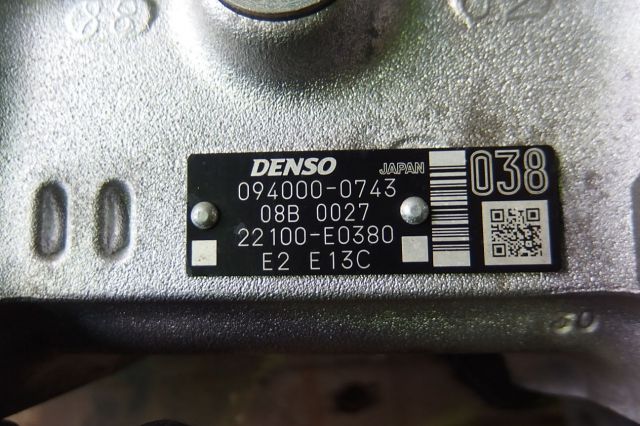 DENSO JAPAN 038
094000-0743
08B 0027
22100-E0380
E2 E13C